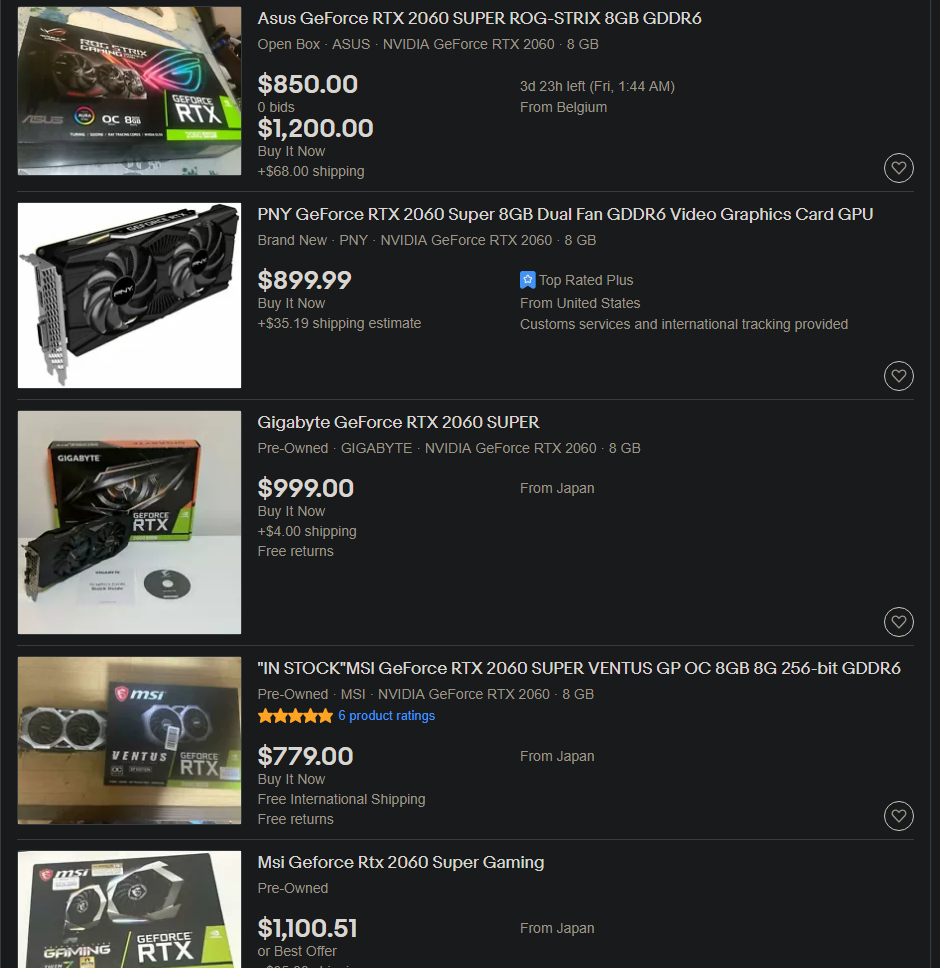 Asus GeForce RTX 2060 SUPER ROG-STRIX 8GB GDDR6
Open Box · ASUS · NVIDIA GeForce RTX 2060 · 8 GB
$850.00
3d 23h left (Fri, 1:44 AM)
0 bids
From Belgium
$1,200.00
Buy It Now
+$68.00 shipping
ROG STRIX
ASUS
OC 8GB
GEFORCE
RTX
PNY GeForce RTX 2060 Super 8GB Dual Fan GDDR6 Video Graphics Card GPU
Brand New · PNY · NVIDIA GeForce RTX 2060 · 8 GB
$899.99
Top Rated Plus
Buy It Now
From United States
+$35.19 shipping estimate
Customs services and international tracking provided
GEFORCE RTX
PNY
PNY
Gigabyte GeForce RTX 2060 SUPER
Pre-Owned · GIGABYTE · NVIDIA GeForce RTX 2060 · 8 GB
$999.00
From Japan
Buy It Now
+$4.00 shipping
Free returns
GIGABYTE
GEFORCE
RTX
"IN STOCK"MSI GeForce RTX 2060 SUPER VENTUS GP OC 8GB 8G 256-bit GDDR6
Pre-Owned · MSI · NVIDIA GeForce RTX 2060 · 8 GB
6 product ratings
$779.00
From Japan
Buy It Now
Free International Shipping
Free returns
msi
VENTUS
OC
GEFORCE
RTX
Msi Geforce Rtx 2060 Super Gaming
Pre-Owned
$1,100.51
From Japan
or Best Offer
msi
GAMING
GEFORCE
RTX